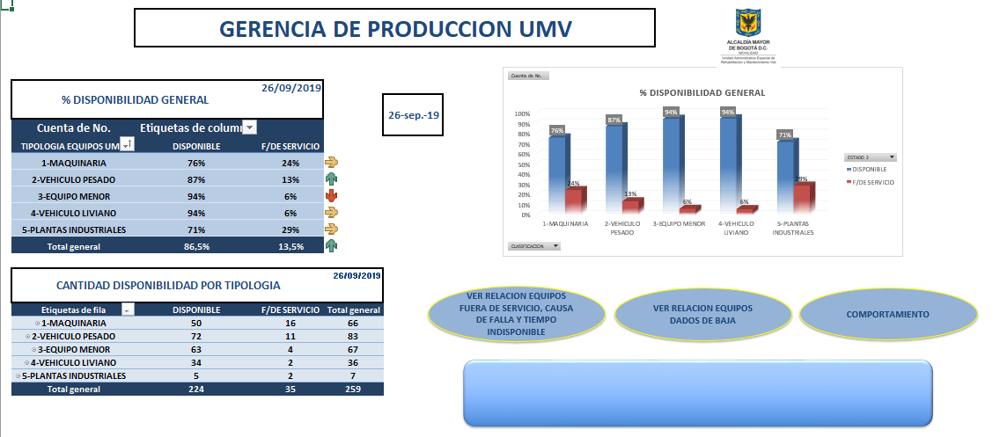 GERENCIA DE PRODUCCION UMV
ALCALDÍA MAYOR
DE BOGOTÁ D.C.
MOVILIDAD
Unidad Administrativa Especial de
Rehabilitación y Mantenimiento Vial
26/09/2019
% DISPONIBILIDAD GENERAL
Cuenta de No. Etiquetas de column
TIPOLOGIA EQUIPOS UM DISPONIBLE F/DE SERVICIO
1-MAQUINARIA 76% 24%
2-VEHICULO PESADO 87% 13%
3-EQUIPO MENOR 94% 6%
4-VEHICULO LIVIANO 94% 6%
5-PLANTAS INDUSTRIALES 71% 29%
Total general 86,5% 13,5%
26-sep.-19
Cuenta de No.
% DISPONIBILIDAD GENERAL
100%
90%
80%
70%
60%
50%
40%
30%
20%
10%
0%
76% 87% 94% 94% 71%
24% 13% 6% 6% 29%
1-MAQUINARIA 2-VEHICULO PESADO 3-EQUIPO MENOR 4-VEHICULO LIVIANO 5-PLANTAS INDUSTRIALES
ESTADO 2
DISPONIBLE
F/DE SERVICIO
CLASIFICACION
26/09/2019
CANTIDAD DISPONIBILIDAD POR TIPOLOGIA
Etiquetas de fila DISPONIBLE F/DE SERVICIO Total general
1-MAQUINARIA 50 16 66
2-VEHICULO PESADO 72 11 83
3-EQUIPO MENOR 63 4 67
4-VEHICULO LIVIANO 34 2 36
5-PLANTAS INDUSTRIALES 5 2 7
Total general 224 35 259
VER RELACION EQUIPOS
FUERA DE SERVICIO, CAUSA
DE FALLA Y TIEMPO
INDISPONIBLE
VER RELACION EQUIPOS
DADOS DE BAJA
COMPORTAMIENTO